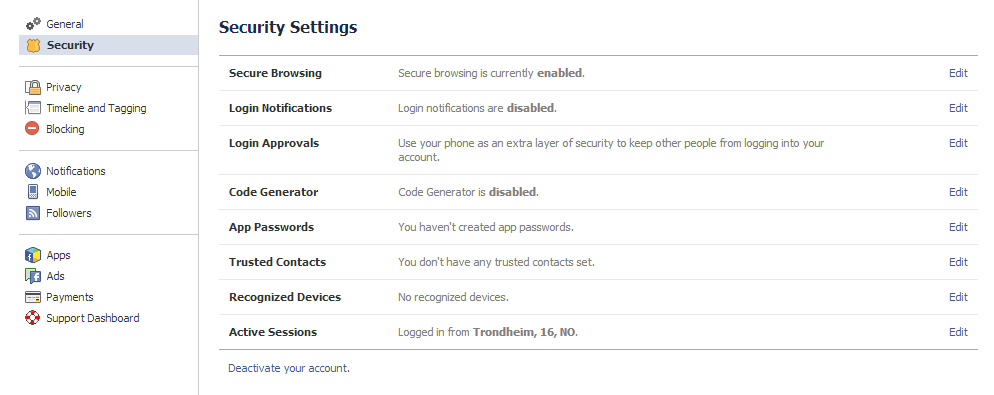 General
Security
Privacy
Timeline and Tagging
Blocking
Notifications
Mobile
Followers
Apps
Ads
Payments
Support Dashboard
Security Settings
Secure Browsing Secure browsing is currently enabled. Edit
Login Notifications Login notifications are disabled. Edit
Login Approvals Use your phone as an extra layer of security to keep other people from logging into your Edit
account.
Code Generator Code Generator is disabled. Edit
App Passwords You haven't created app passwords. Edit
Trusted Contacts You don't have any trusted contacts set. Edit
Recognized Devices No recognized devices. Edit
Active Sessions Logged in from Trondheim, 16, NO. Edit
Deactivate your account.